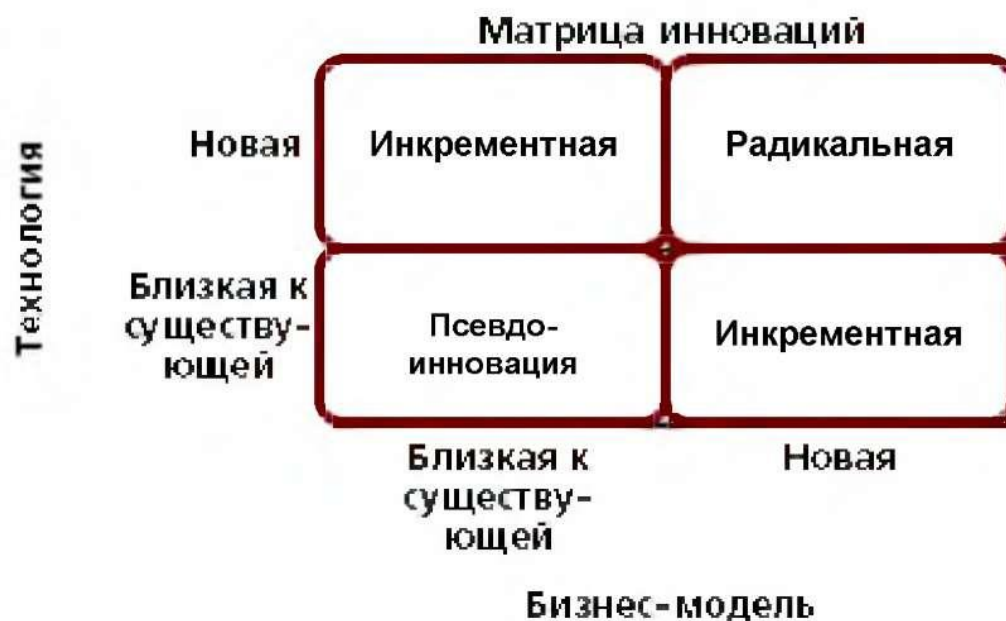 Матрица инноваций
Технология
Новая
Инкрементная
Радикальная
Близкая к
существу-
ющей
Псевдо-
инновация
Инкрементная
Близкая к
существу-
ющей
Новая
Бизнес-модель